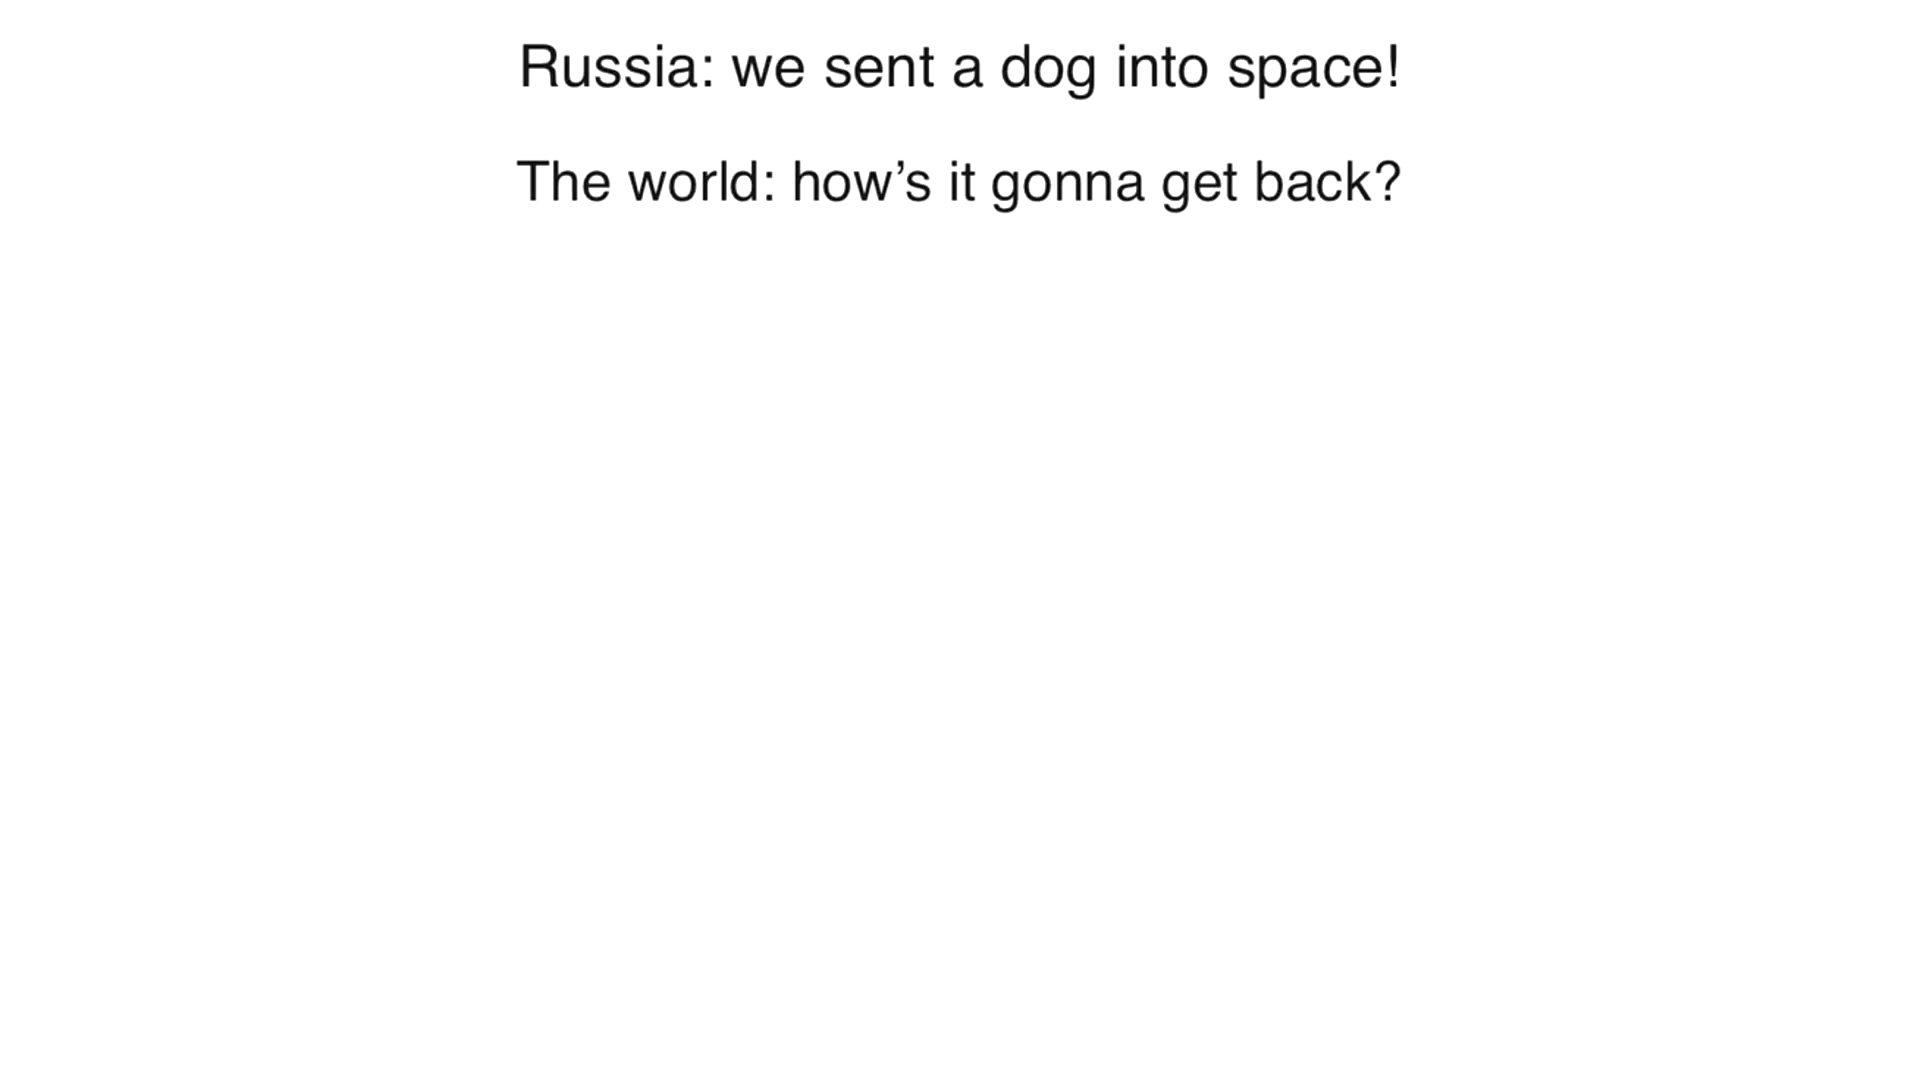 Russia: we sent a dog into space!
The world: how’s it gonna get back?